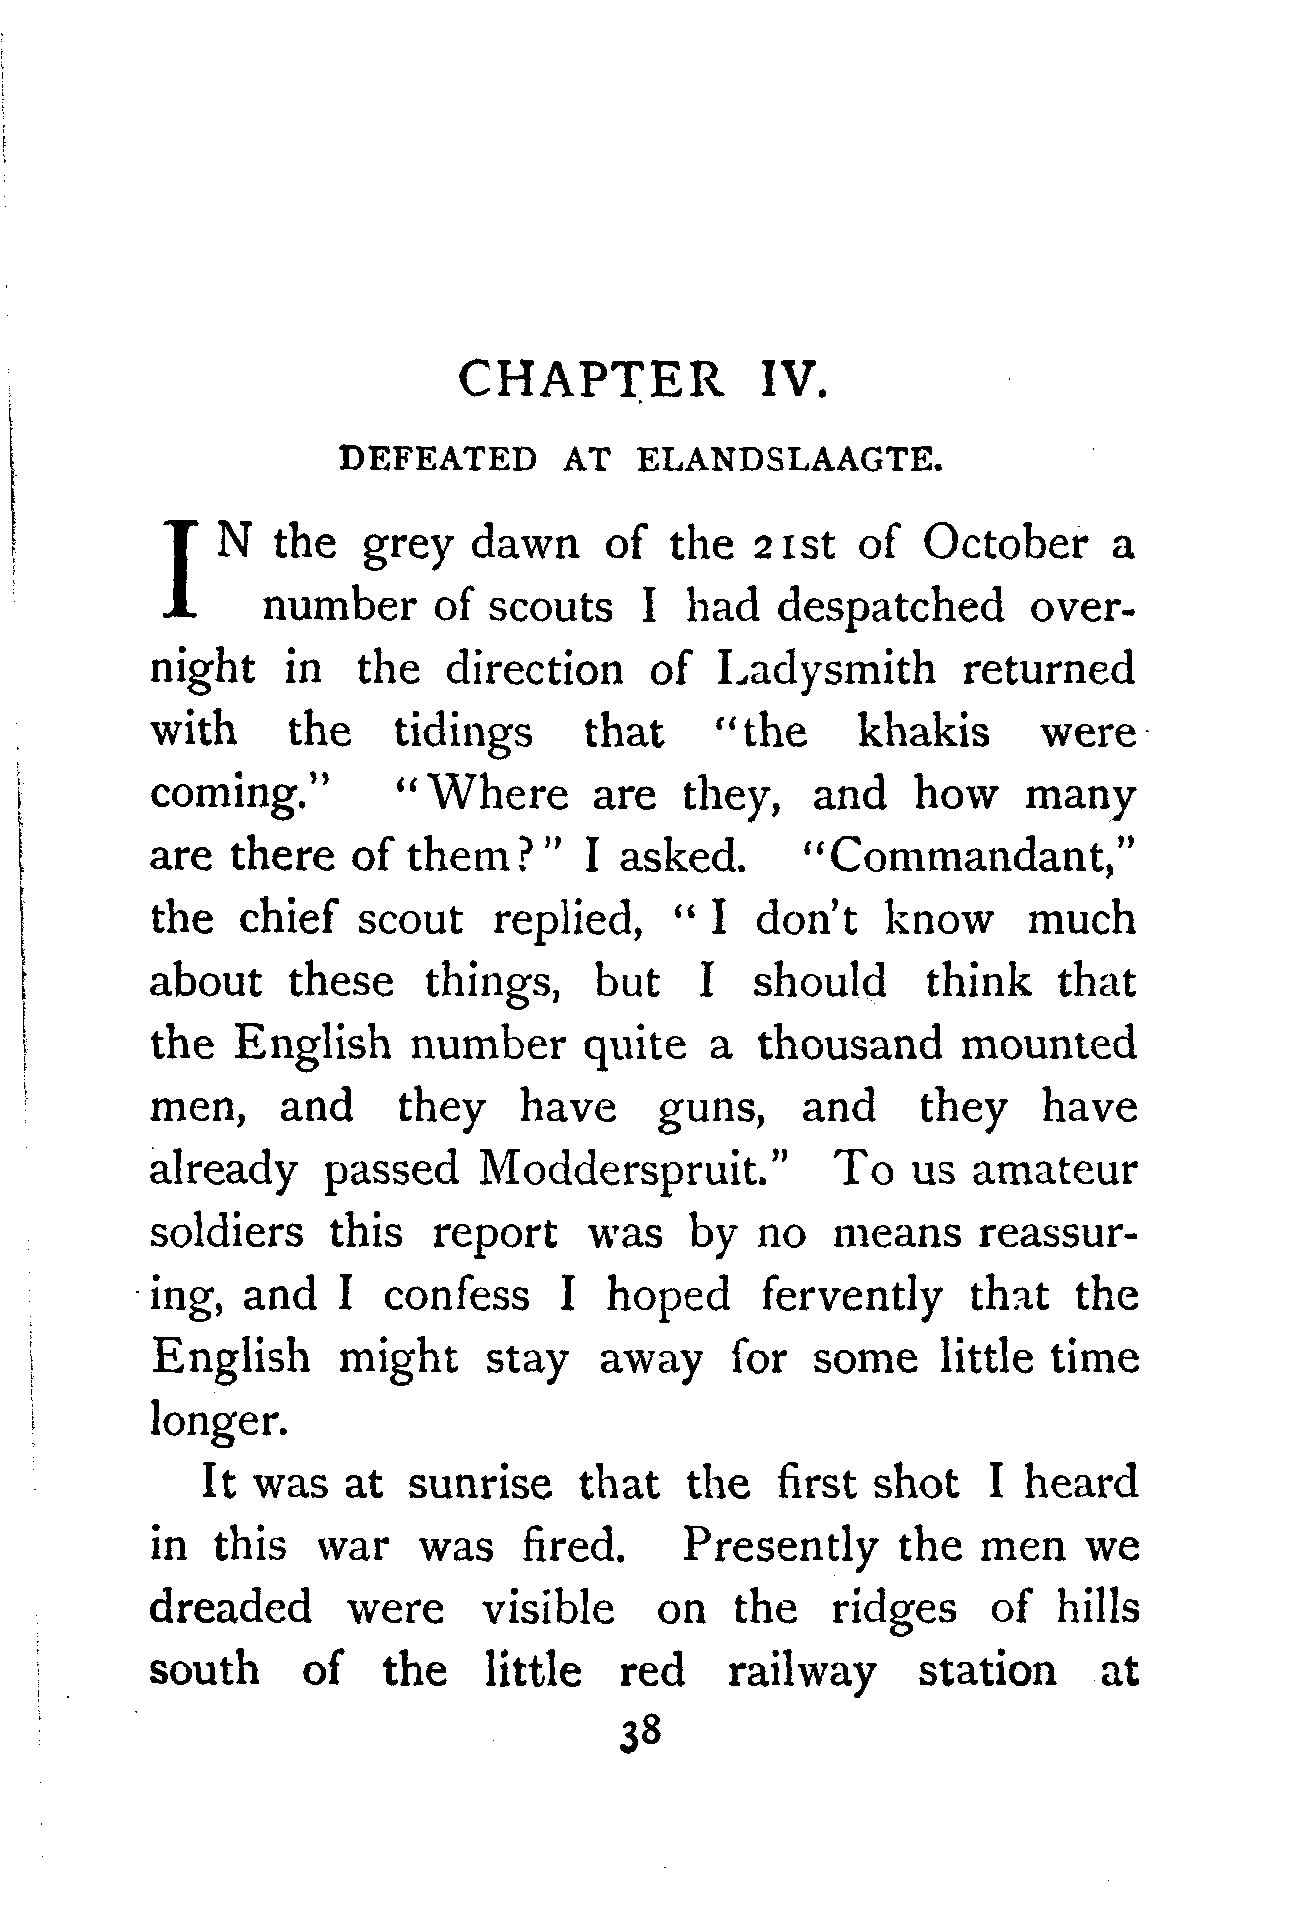 CHAPTER IV.
DEFEATED AT ELANDSLAAGTE.
IN the grey dawn of the 21st of October a
number of scouts I had despatched over-
night in the direction of Ladysmith returned
with the tidings that "the khakis were
coming." "Where are they, and how many
are there of them?" I asked. "Commandant,"
the chief scout replied, "I don't know much
about these things, but I should think that
the English number quite a thousand mounted
men, and they have guns, and they have
already passed Modderspruit." To us amateur
soldiers this report was by no means reassur-
ing, and I confess I hoped fervently that the
English might stay away for some little time
longer.
It was at sunrise that the first shot I heard
in this war was fired. Presently the men we
dreaded were visible on the ridges of hills
south of the little red railway station at
38